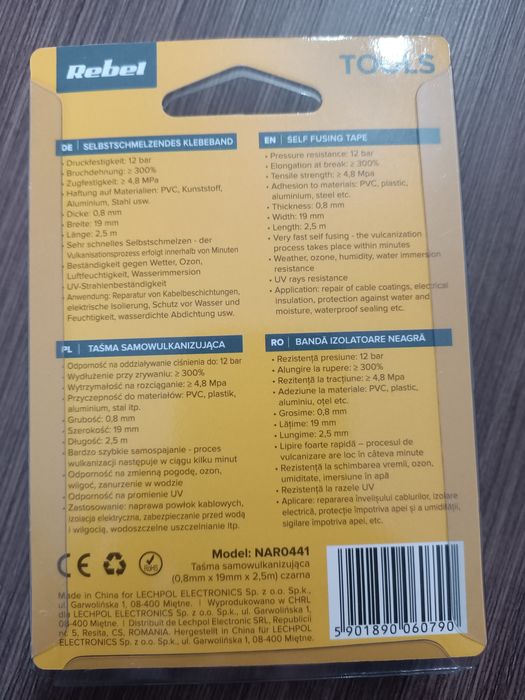 Rebel
TOOLS
DE SELBSTSCHMELZENDES KLEBEBAND
• Druckfestigkeit: 12 bar
• Bruchdehnung: ≥ 300%
• Zugfestigkeit: ≥ 4,8 MPa
• Haftung auf Materialien: PVC, Kunststoff,
Aluminium, Stahl usw.
• Dicke: 0,8 mm
• Breite: 19 mm
• Länge: 2,5 m
• Sehr schnelles Selbstschmelzen - der
Vulkanisationsprozess erfolgt innerhalb von Minuten
• Beständigkeit gegen Wetter, Ozon,
Luftfeuchtigkeit, Wasserimmersion
• UV-Strahlenbeständigkeit
• Anwendung: Reparatur von Kabelbeschichtungen,
elektrische Isolierung, Schutz vor Wasser und
Feuchtigkeit, wasserdichte Abdichtung usw.
EN SELF FUSING TAPE
• Pressure resistance: 12 bar
• Elongation at break: ≥ 300%
• Tensile strength: ≥ 4,8 MPa
• Adhesion to materials: PVC, plastic,
aluminium, steel etc.
• Thickness: 0,8 mm
• Width: 19 mm
• Length: 2,5 m
• Very fast self fusing - the vulcanization
process takes place within minutes
• Weather, ozone, humidity, water immersion
resistance
• UV rays resistance
• Application: repair of cable coatings, electrical
insulation, protection against water and
moisture, waterproof sealing etc.
PL TAŚMA SAMOWULKANIZUJĄCA
• Odporność na oddziaływanie ciśnienia do: 12 bar
• Wydłużenie przy zrywaniu: ≥ 300%
• Wytrzymałość na rozciąganie: ≥ 4,8 Mpa
• Przyczepność do materiałów: PVC, plastik,
aluminium, stal itp.
• Grubość: 0,8 mm
• Szerokość: 19 mm
• Długość: 2,5 m
• Bardzo szybkie samospajanie - proces
wulkanizacji następuje w ciągu kilku minut
• Odporność na zmienną pogodę, ozon,
wilgoć, zanurzenie w wodzie
• Odporność na promienie UV
• Zastosowanie: naprawa powłok kablowych,
izolacja elektryczna, zabezpieczanie przed wodą
i wilgocią, wodoszczelne uszczelnianie itp.
RO BANDĂ IZOLATOARE NEAGRĂ
• Rezistență presiune: 12 bar
• Alungire la rupere: ≥ 300%
• Rezitență la tracțiune: ≥ 4,8 Mpa
• Adeziune la materiale: PVC, plastic,
aluminiu, oțel etc.
• Grosime: 0,8 mm
• Lățime: 19 mm
• Lungime: 2,5 mm
• Lipire foarte rapidă – procesul de
vulcanizare are loc în câteva minute
• Rezistență la schimbarea vremii, ozon,
umiditate, imersiune în apă
• Rezistență la razele UV
• Aplicare: repararea învelișului cablurilor, izolare
electrică, protecție împotriva apei și a umidității,
sigilare împotriva apei, etc.
CE
RoHS
Model: NAR0441
Taśma samowulkanizująca
(0,8mm x 19mm x 2,5m) czarna
Made in China for LECHPOL ELECTRONICS Sp. z o.o. Sp.k.,
ul. Garwolińska 1, 08-400 Miętne. | Wyprodukowano w CHRL
dla LECHPOL ELECTRONICS Sp. z o.o. Sp.k., ul. Garwolińska 1,
08-400 Miętne. | Distribuit de Lechpol Electronic SRL, Republicii
nr. 5, Resita, CS, ROMANIA. Hergestellt in China für LECHPOL
ELECTRONICS Sp. z o.o. Sp.k., ul. Garwolińska 1, 08-400 Miętne.
5 901890 060790